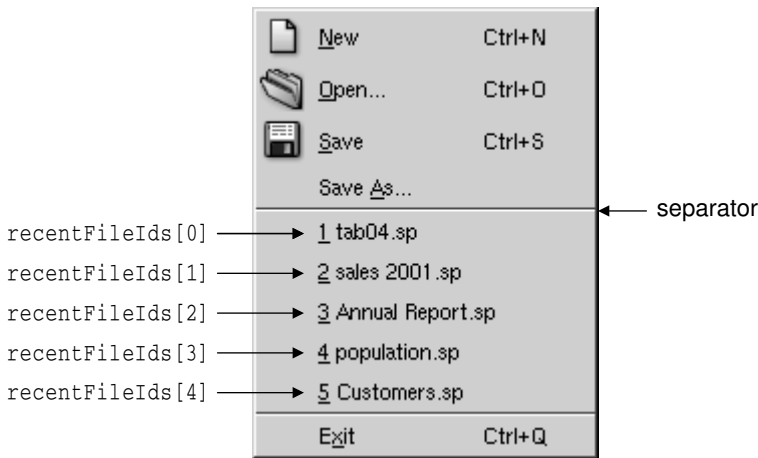 New Ctrl+N
Open... Ctrl+O
Save Ctrl+S
Save As...
separator
recentFileIds[0] 1 tab04.sp
recentFileIds[1] 2 sales 2001.sp
recentFileIds[2] 3 Annual Report.sp
recentFileIds[3] 4 population.sp
recentFileIds[4] 5 Customers.sp
Exit Ctrl+Q